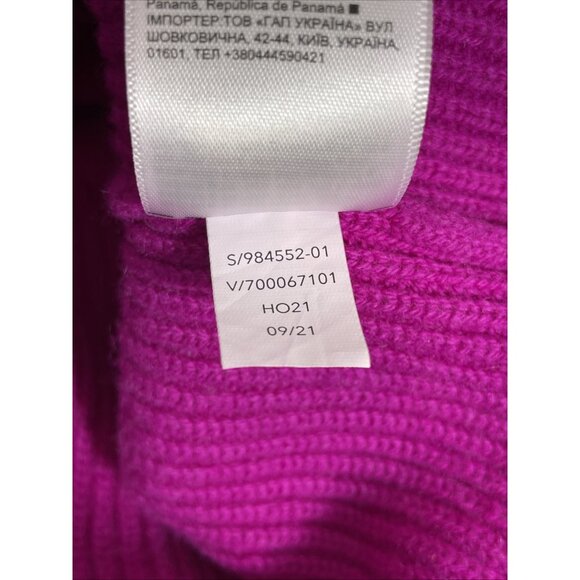 Panamá, República de Panamá ■
ІМПОРТЕР:ТОВ «ГАП УКРАЇНА» ВУЛ
ШОВКОВИЧНА, 42-44, КИЇВ, УКРАЇНА,
01601, ТЕЛ +380444590421
S/984552-01
V/700067101
HO21
09/21